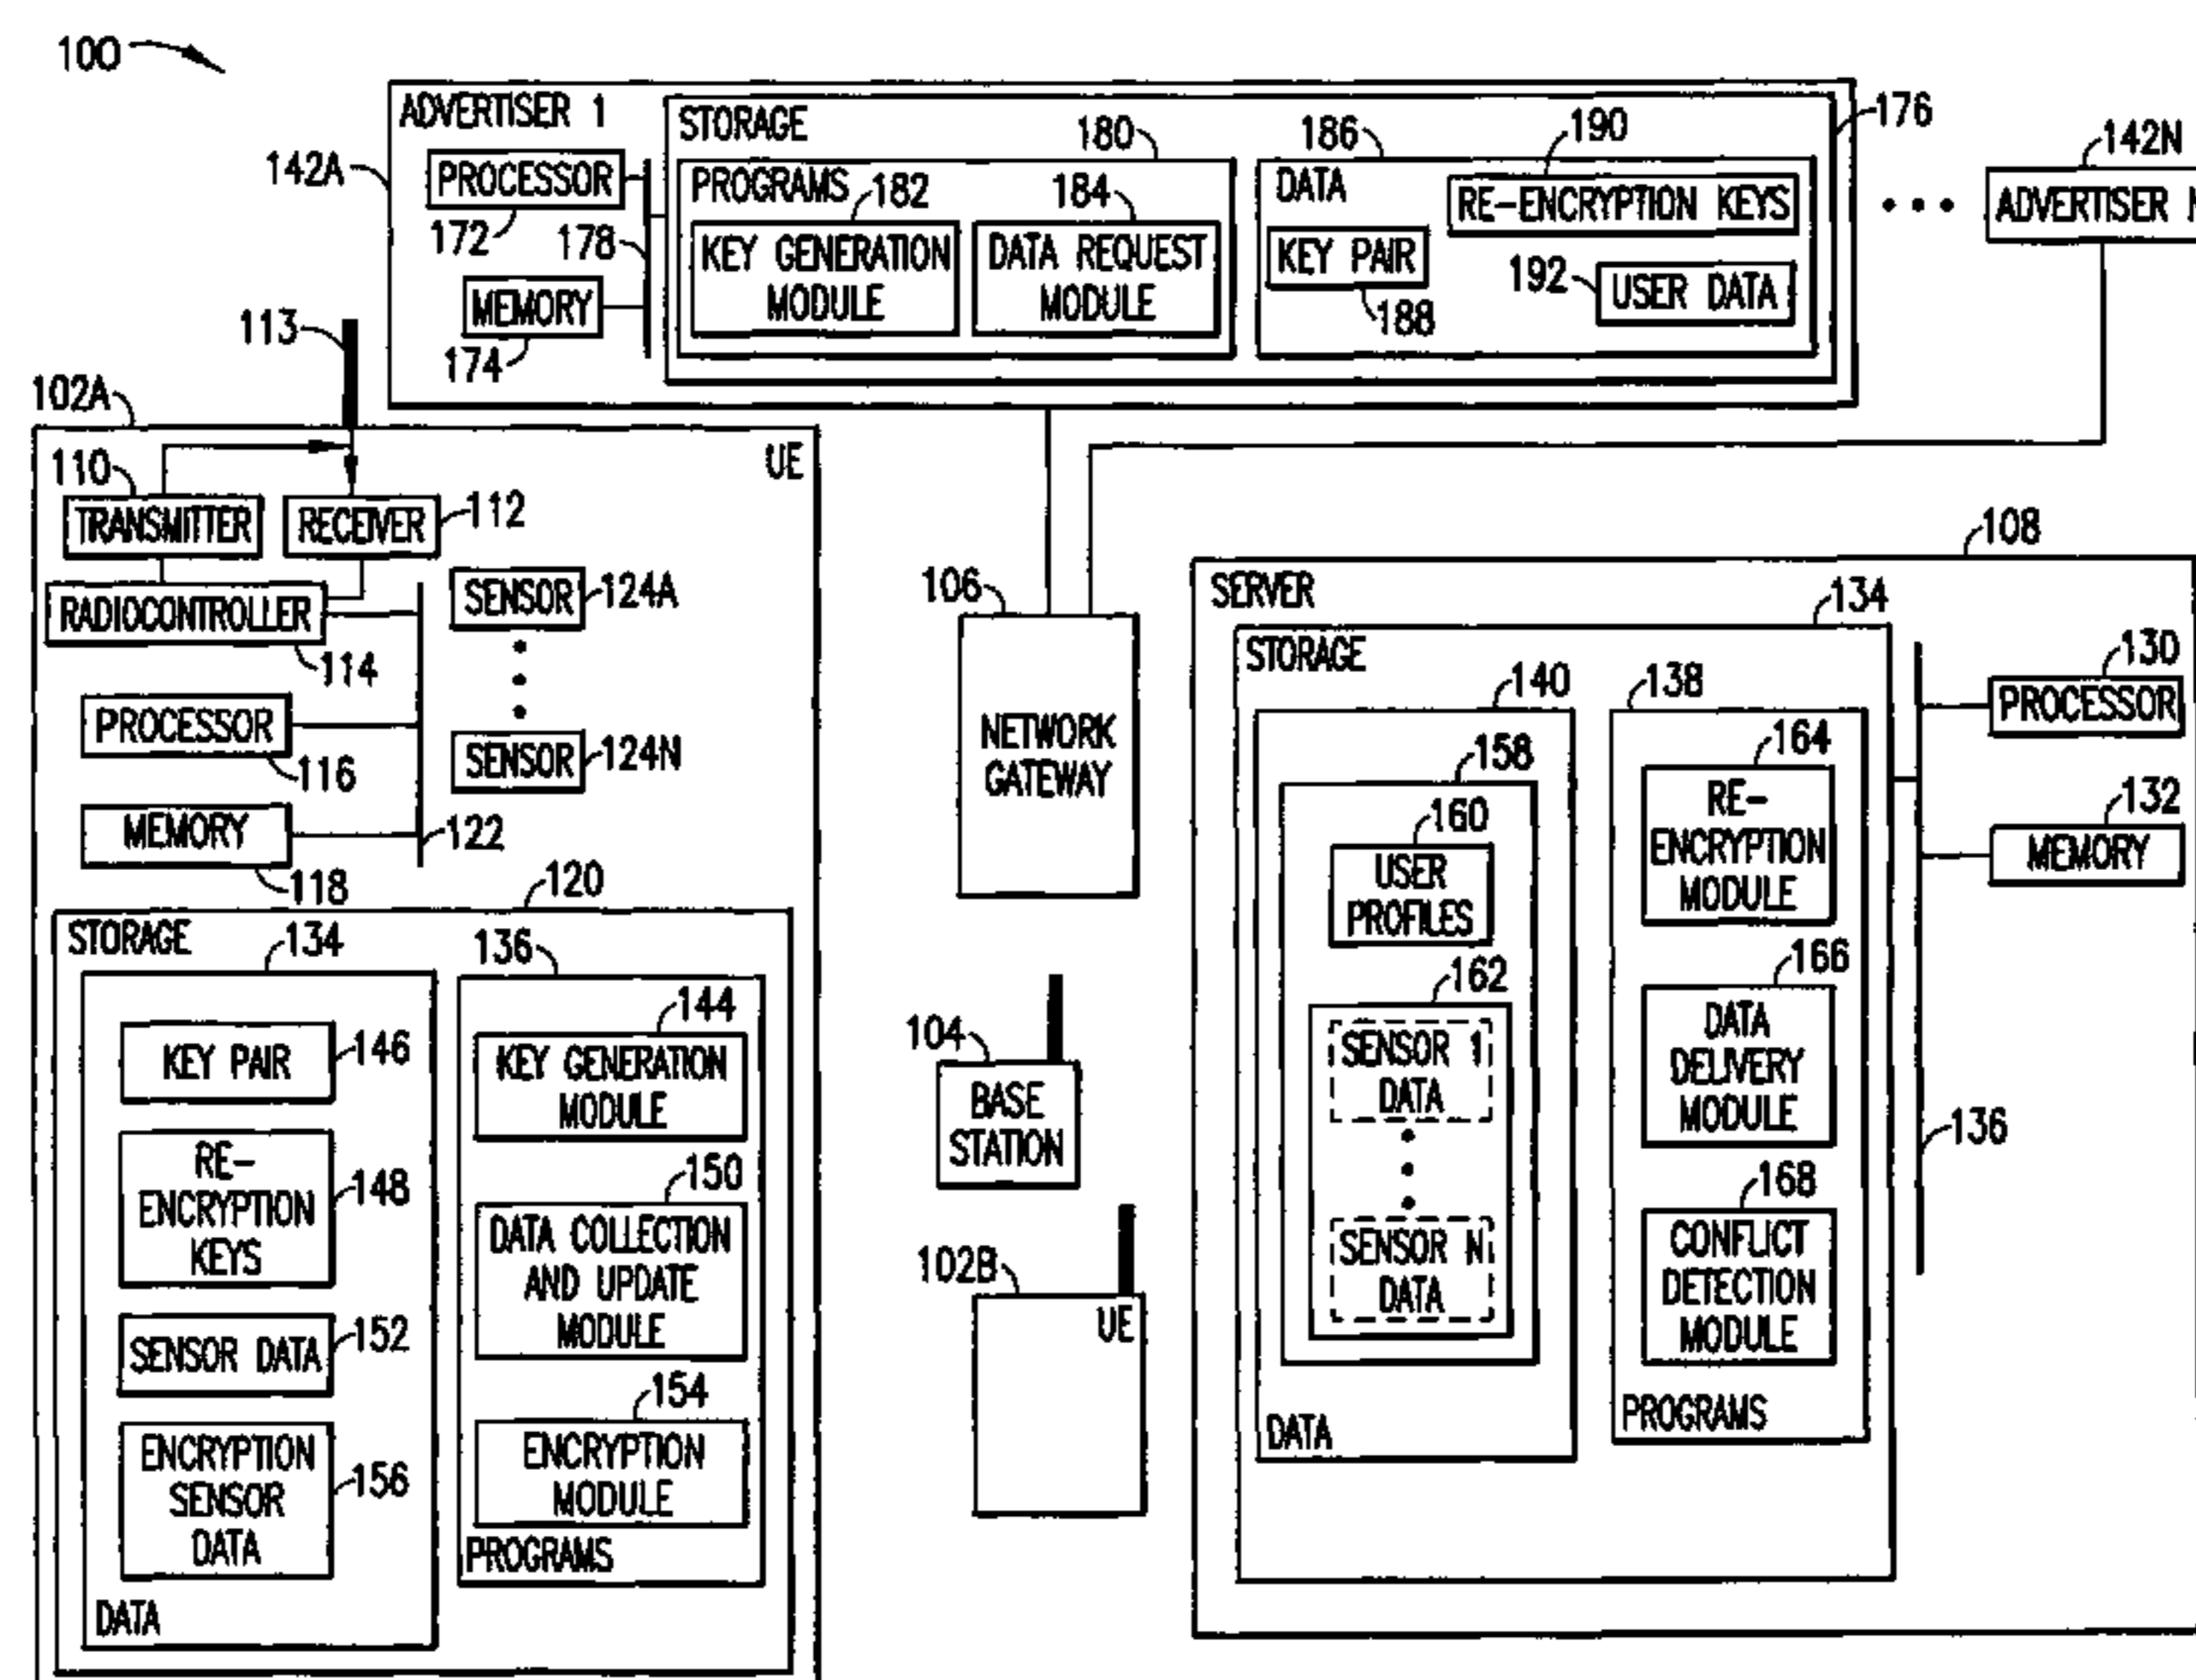 100
ADVERTISER 1
142A
PROCESSOR
172
178
MEMORY
174
STORAGE
176
180
PROGRAMS
182
KEY GENERATION
MODULE
184
DATA REQUEST
MODULE
186
DATA
190
RE-ENCRYPTION KEYS
KEY PAIR
188
192
USER DATA
142N
ADVERTISER
113
102A
UE
110
TRANSMITTER
RECEIVER
112
RADIOCONTROLLER
114
SENSOR
124A
PROCESSOR
116
SENSOR
124N
MEMORY
118
122
120
STORAGE
134
KEY PAIR
146
RE-
ENCRYPTION
KEYS
148
SENSOR DATA
152
ENCRYPTION
SENSOR
DATA
156
DATA
136
144
KEY GENERATION
MODULE
150
DATA COLLECTION
AND UPDATE
MODULE
154
ENCRYPTION
MODULE
PROGRAMS
106
NETWORK
GATEWAY
104
BASE
STATION
102B
UE
108
SERVER
134
STORAGE
140
158
160
USER
PROFILES
162
SENSOR 1
DATA
SENSOR N
DATA
DATA
138
164
RE-
ENCRYPTION
MODULE
166
DATA
DELIVERY
MODULE
168
CONFLICT
DETECTION
MODULE
PROGRAMS
130
PROCESSOR
132
MEMORY
136